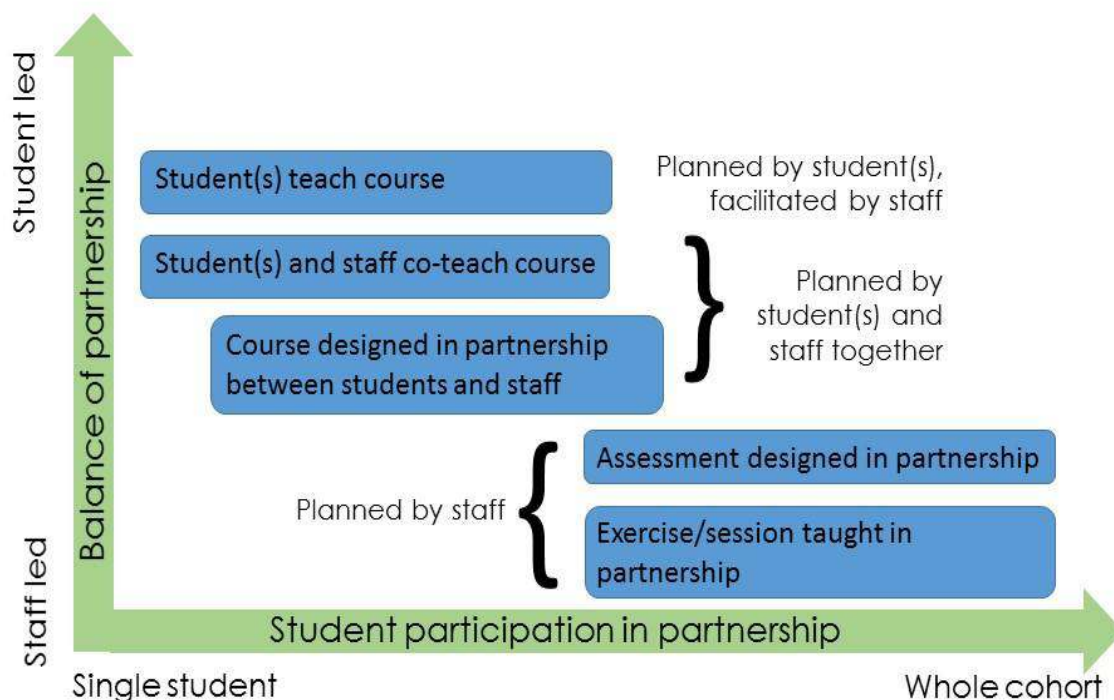 Student led
Balance of partnership
Staff led
Student(s) teach course
Planned by student(s),
facilitated by staff
Student(s) and staff co-teach course
Planned by
student(s) and
staff together
Course designed in partnership
between students and staff
Assessment designed in partnership
Planned by staff
Exercise/session taught in
partnership
Student participation in partnership
Single student
Whole cohort